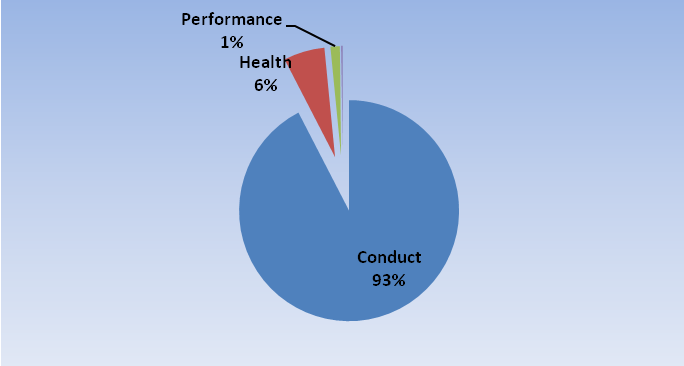 Performance
1%
Health
6%
Conduct
93%